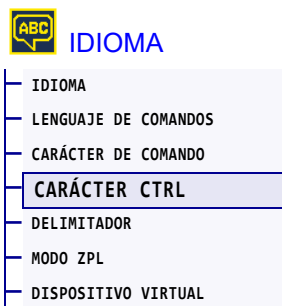 ABC
IDIOMA
IDIOMA
LENGUAJE DE COMANDOS
CARÁCTER DE COMANDO
CARÁCTER CTRL
DELIMITADOR
MODO ZPL
DISPOSITIVO VIRTUAL